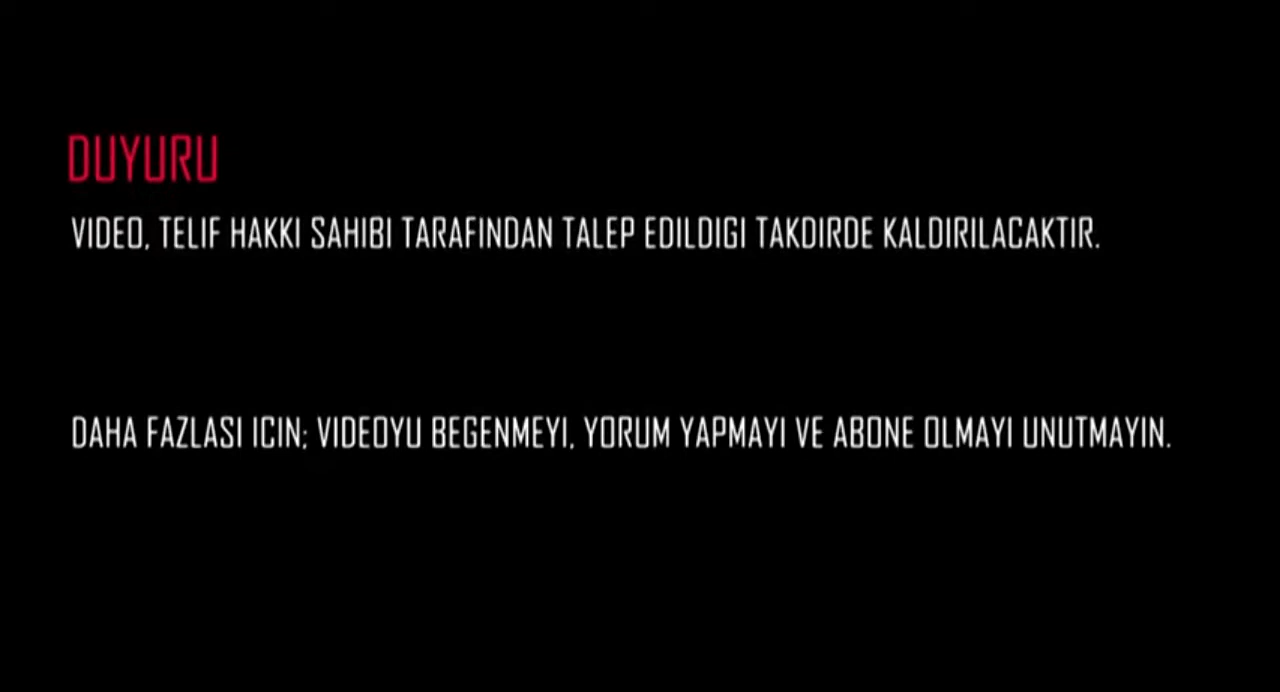 DUYURU
VIDEO, TELIF HAKKI SAHIBI TARAFINDAN TALEP EDILDIGI TAKDIRDE KALDIRILACAKTIR.
DAHA FAZLASI ICIN; VIDEOYU BEGENMEYI, YORUM YAPMAYI VE ABONE OLMAYI UNUTMAYIN.